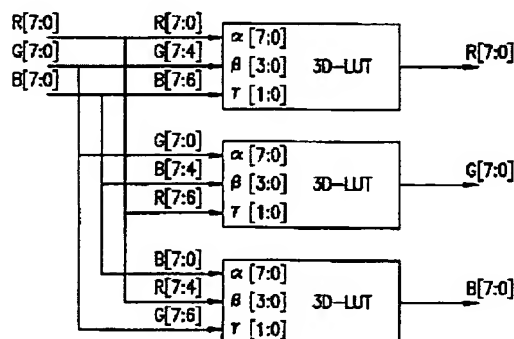 R[7:0] R[7:0] α [7;0] R[7:0]
G[7:0] G[7:4] β [3:0] 3D-LUT
B[7:0] B[7:6] γ [1:0]
G[7:0] α [7:0] G[7:0]
B[7:4] β [3:0] 3D-LUT
R[7:6] γ [1:0]
B[7:0] α [7:0] B[7:0]
R[7:4] β [3:0] 3D-LUT
G[7:6] γ [1:0]